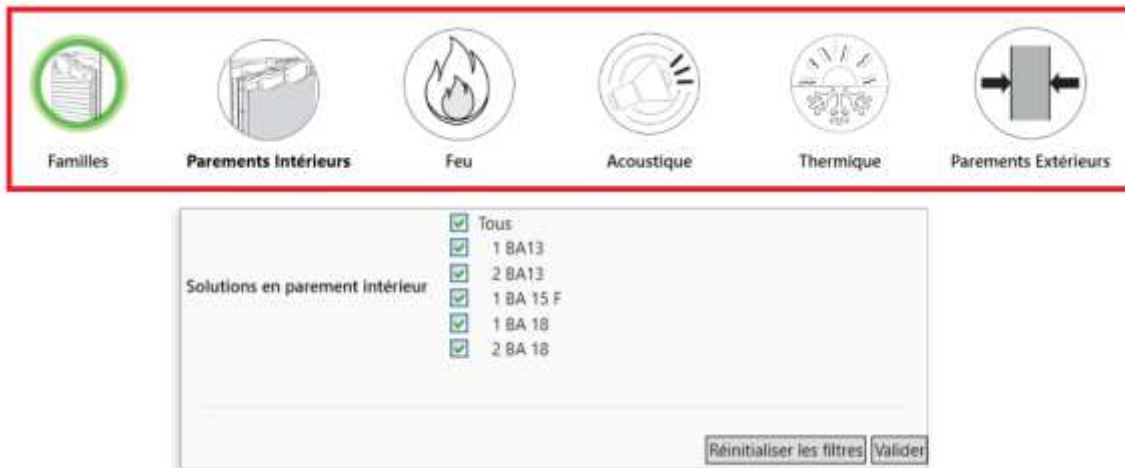 Familles
Parements Intérieurs
Feu
Acoustique
Thermique
Parements Extérieurs
Tous
1 BA13
2 BA13
Solutions en parement intérieur
1 BA 15 F
1 BA 18
2 BA 18
Réinitialiser les filtres
Valider